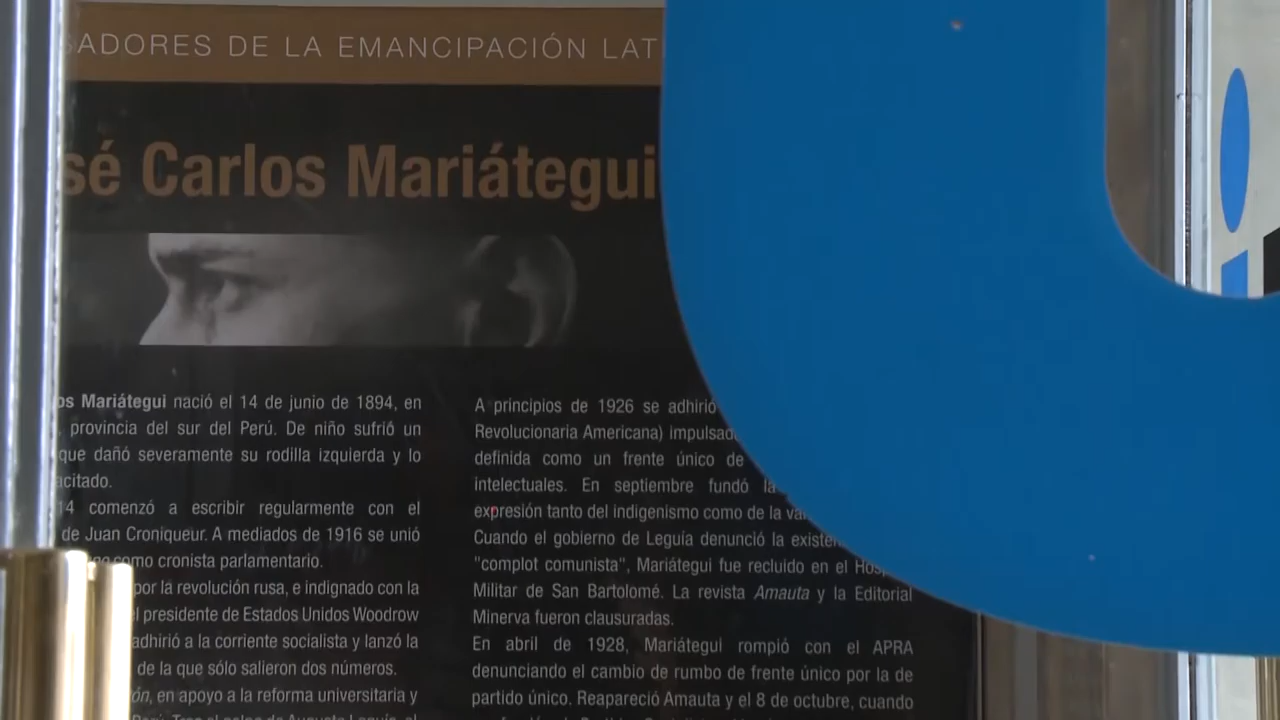 SADORES DE LA EMANCIPACIÓN LAT
sé Carlos Mariátegui
os Mariátegui nació el 14 de junio de 1894, en
, provincia del sur del Perú. De niño sufrió un
que dañó severamente su rodilla izquierda y lo
acitado.
14 comenzó a escribir regularmente con el
de Juan Croniqueur. A mediados de 1916 se unió
como cronista parlamentario.
por la revolución rusa, e indignado con la
l presidente de Estados Unidos Woodrow
adhirió a la corriente socialista y lanzó la
de la que sólo salieron dos números.
ón, en apoyo a la reforma universitaria y
A principios de 1926 se adhirió
Revolucionaria Americana) impulsad
definida como un frente único de
intelectuales. En septiembre fundó la
expresión tanto del indigenismo como de la va
Cuando el gobierno de Leguía denunció la existen
"complot comunista", Mariátegui fue recluido en el Hosp
Militar de San Bartolomé. La revista Amauta y la Editorial
Minerva fueron clausuradas.
En abril de 1928, Mariátegui rompió con el APRA
denunciando el cambio de rumbo de frente único por la de
partido único. Reapareció Amauta y el 8 de octubre, cuando